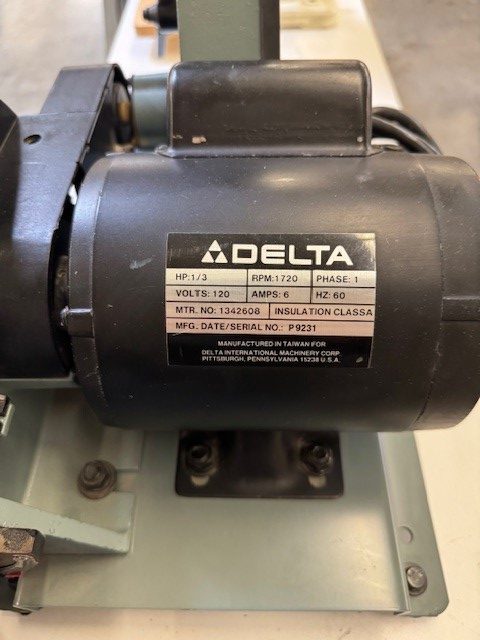 DELTA
HP:1/3 RPM:1720 PHASE: 1
VOLTS: 120 AMPS: 6 HZ: 60
MTR. NO: 1342608 INSULATION CLASSA
MFG. DATE/SERIAL NO.: P9231
MANUFACTURED IN TAIWAN FOR
DELTA INTERNATIONAL MACHINERY CORP.
PITTSBURGH, PENNSYLVANIA 15238 U.S.A.